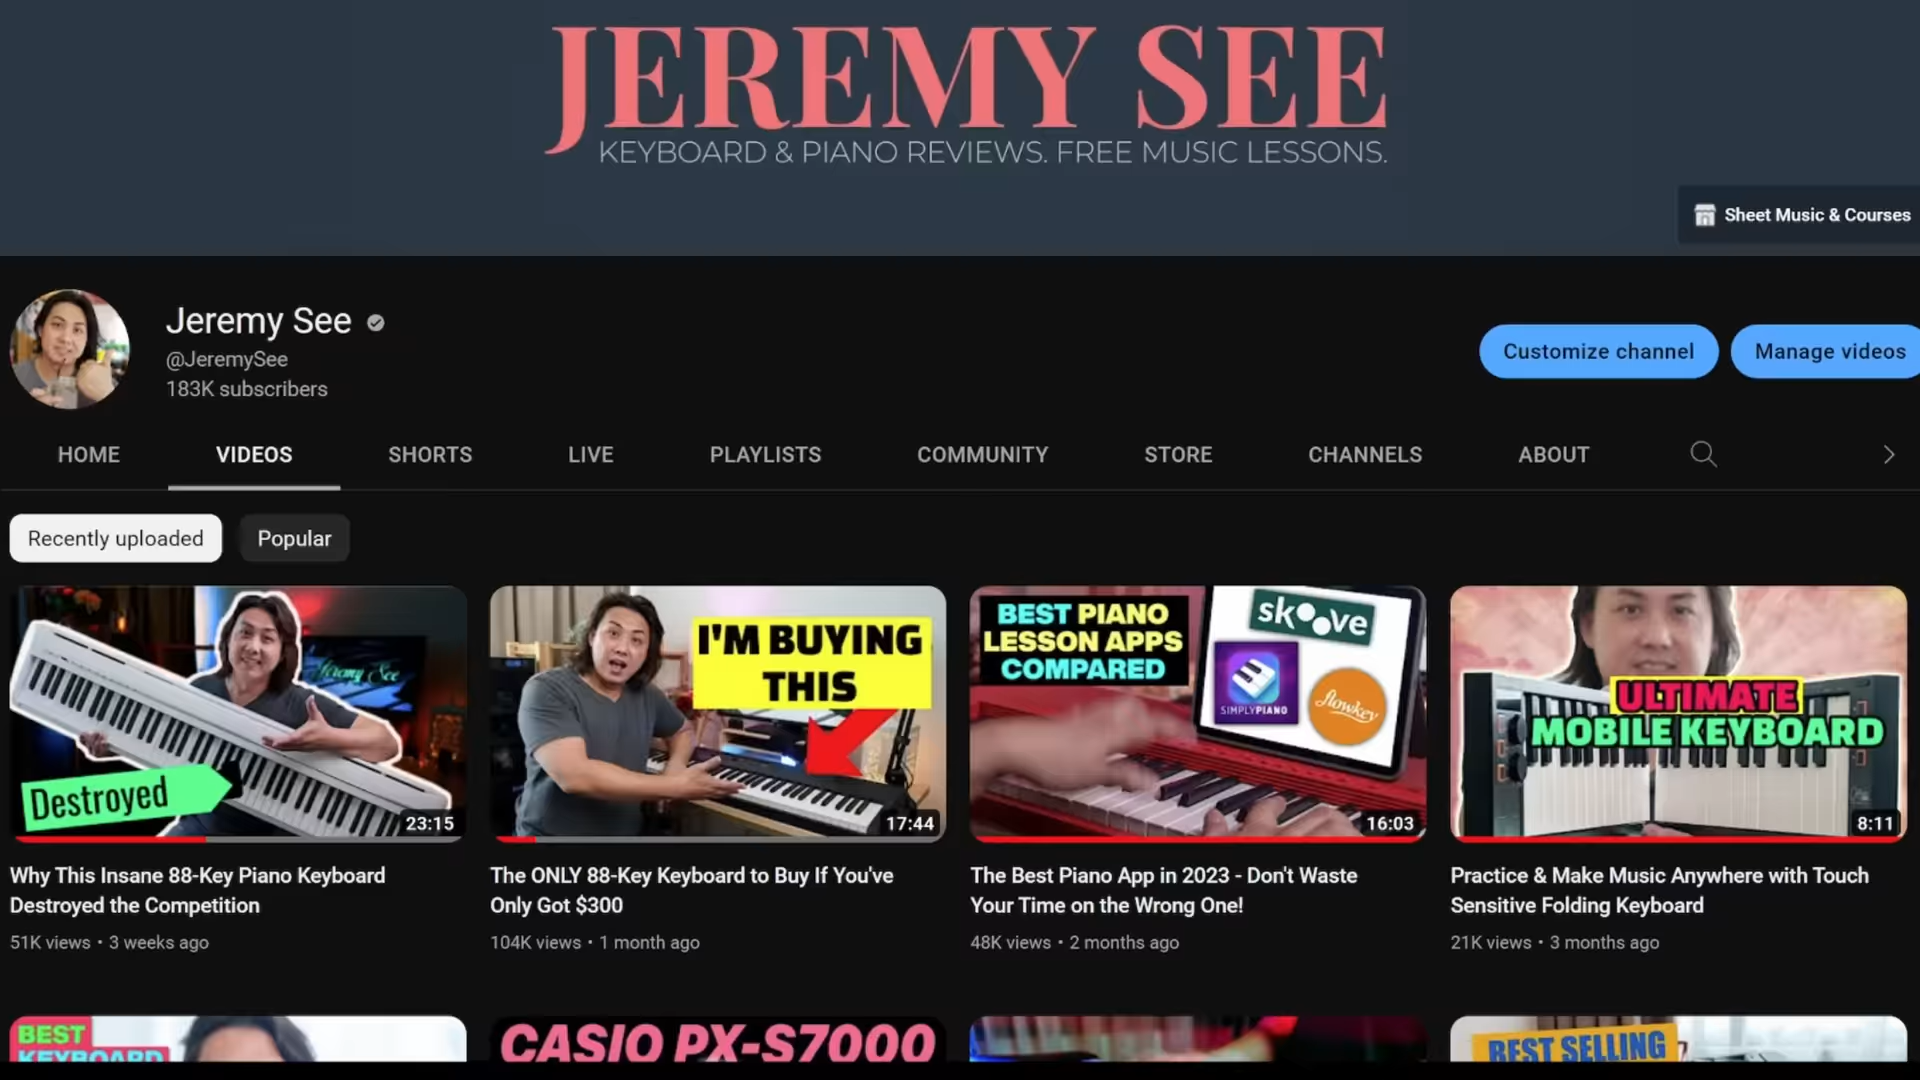 JEREMY SEE
KEYBOARD & PIANO REVIEWS. FREE MUSIC LESSONS.
Sheet Music & Courses
Jeremy See
@JeremySee
183K subscribers
Customize channel
Manage videos
HOME
VIDEOS
SHORTS
LIVE
PLAYLISTS
COMMUNITY
STORE
CHANNELS
ABOUT
Recently uploaded
Popular
Jeremy See
Destroyed
23:15
I'M BUYING
THIS
17:44
BEST PIANO
LESSON APPS
COMPARED
skoove
SIMPLY PIANO
flowkey
16:03
ULTIMATE
MOBILE KEYBOARD
8:11
Why This Insane 88-Key Piano Keyboard
Destroyed the Competition
51K views • 3 weeks ago
The ONLY 88-Key Keyboard to Buy If You've
Only Got $300
104K views • 1 month ago
The Best Piano App in 2023 - Don't Waste
Your Time on the Wrong One!
48K views • 2 months ago
Practice & Make Music Anywhere with Touch
Sensitive Folding Keyboard
21K views • 3 months ago
BEST
KEYBOARD
CASIO PX-S7000
BEST SELLING